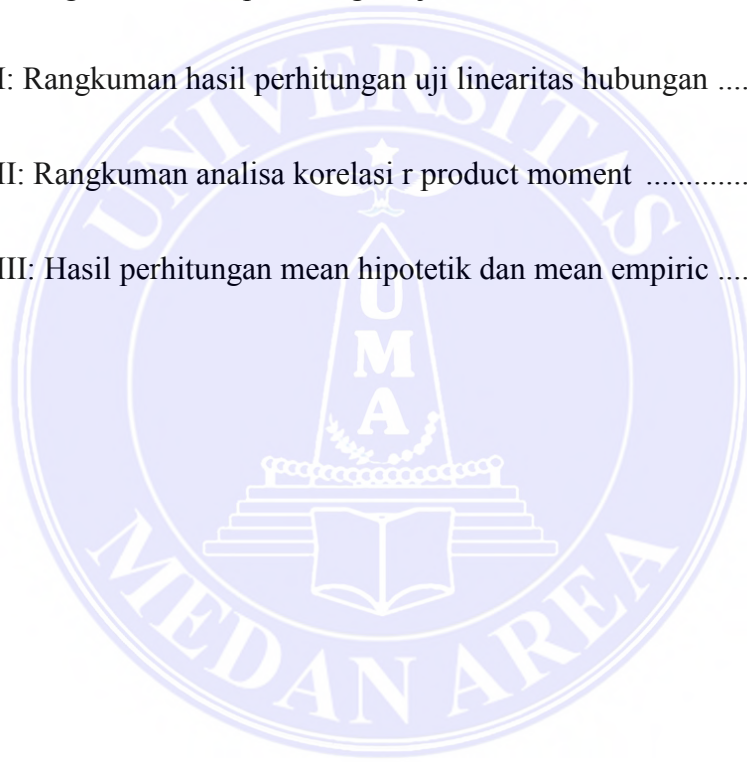 I: Rangkuman hasil perhitungan uji linearitas hubungan ....
II: Rangkuman analisa korelasi r product moment .............
III: Hasil perhitungan mean hipotetik dan mean empiric ....
UNIVERSITAS
U
M
A
MEDAN AREA